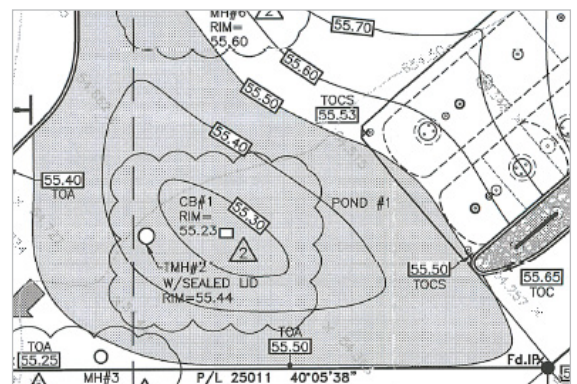 MH#6
RIM=
55.60
2
55.70
55.60
55.50
TOCS
55.53
55.40
55.40
TOA
CB#1
RIM=
55.23
55.30
POND #1
2
TMH#2
W/SEALED LID
RIM=55.44
55.50
TOCS
55.65
TOC
TOA
55.50
TOA
55.25
MH#3
P/L 25011 40°05'38"
Fd.IB